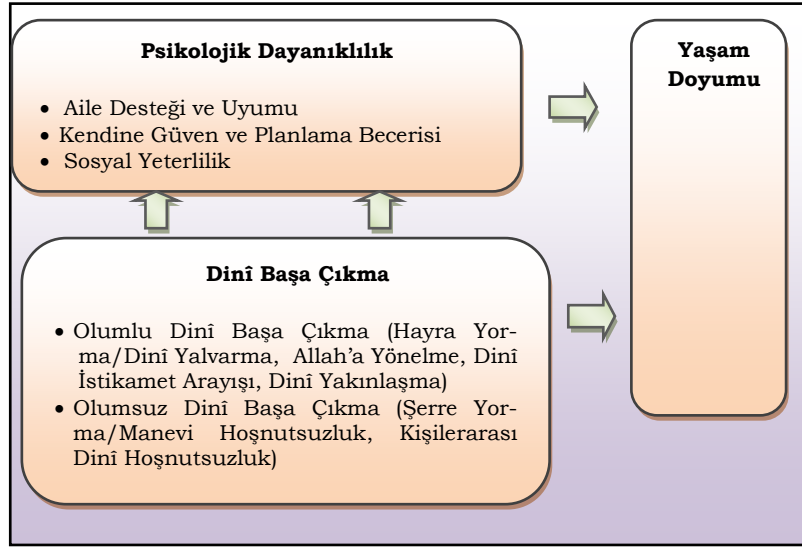 Psikolojik Dayanıklılık
• Aile Desteği ve Uyumu
• Kendine Güven ve Planlama Becerisi
• Sosyal Yeterlilik
Yaşam
Doyumu
Dinî Başa Çıkma
• Olumlu Dinî Başa Çıkma (Hayra Yor-
ma/Dinî Yalvarma, Allah’a Yönelme, Dinî
İstikamet Arayışı, Dinî Yakınlaşma)
• Olumsuz Dinî Başa Çıkma (Şerre Yor-
ma/Manevi Hoşnutsuzluk, Kişilerarası
Dinî Hoşnutsuzluk)